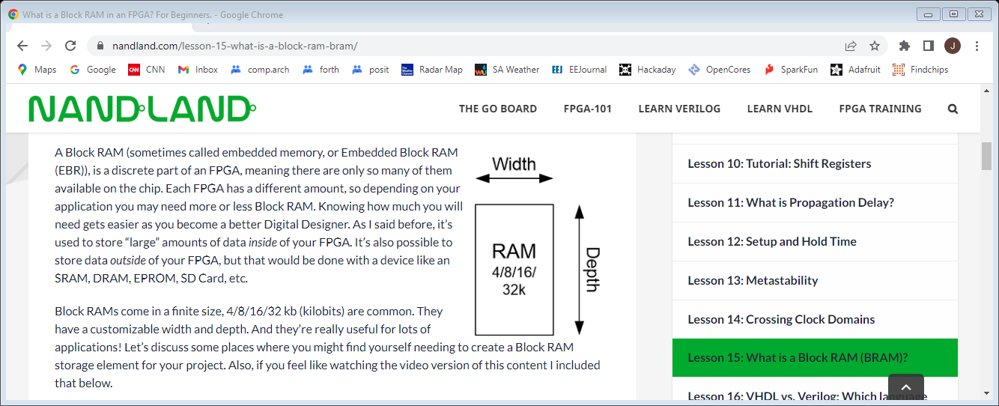 What is a Block RAM in an FPGA? For Beginners. - Google Chrome
nandland.com/lesson-15-what-is-a-block-ram-bram/
J
Maps Google CNN Inbox comp.arch forth posit Radar Map SA Weather EEJournal Hackaday OpenCores SparkFun Adafruit Findchips
NANDLAND
THE GO BOARD FPGA-101 LEARN VERILOG LEARN VHDL FPGA TRAINING
A Block RAM (sometimes called embedded memory, or Embedded Block RAM
(EBR)), is a discrete part of an FPGA, meaning there are only so many of them
available on the chip. Each FPGA has a different amount, so depending on your
application you may need more or less Block RAM. Knowing how much you will
need gets easier as you become a better Digital Designer. As I said before, it’s
used to store “large” amounts of data inside of your FPGA. It’s also possible to
store data outside of your FPGA, but that would be done with a device like an
SRAM, DRAM, EPROM, SD Card, etc.
Width
RAM
4/8/16/
32k
Depth
Block RAMs come in a finite size, 4/8/16/32 kb (kilobits) are common. They
have a customizable width and depth. And they’re really useful for lots of
applications! Let’s discuss some places where you might find yourself needing to create a Block RAM
storage element for your project. Also, if you feel like watching the video version of this content I included
that below.
Lesson 10: Tutorial: Shift Registers
Lesson 11: What is Propagation Delay?
Lesson 12: Setup and Hold Time
Lesson 13: Metastability
Lesson 14: Crossing Clock Domains
Lesson 15: What is a Block RAM (BRAM)?
Lesson 16: VHDL vs. Verilog: Which language